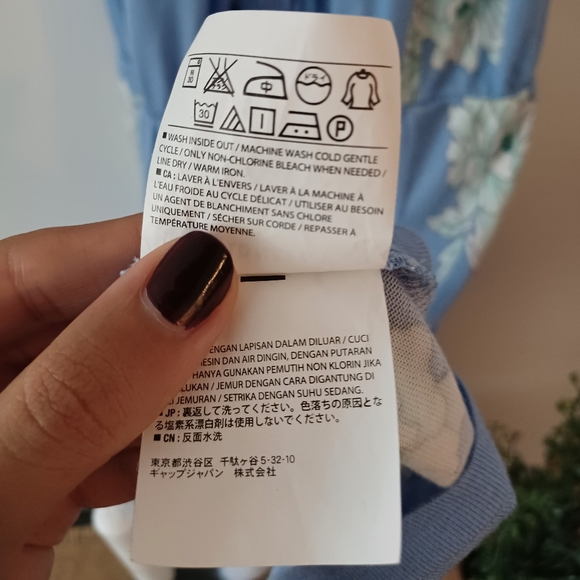 30
中
ドライ
30
P
■ WASH INSIDE OUT / MACHINE WASH COLD GENTLE
CYCLE / ONLY NON-CHLORINE BLEACH WHEN NEEDED /
LINE DRY / WARM IRON.
■ CA : LAVER À L'ENVERS / LAVER À LA MACHINE À
L'EAU FROIDE AU CYCLE DÉLICAT / UTILISER AU BESOIN
UN AGENT DE BLANCHIMENT SANS CHLORE
UNIQUEMENT / SÉCHER SUR CORDE / REPASSER À
TEMPÉRATURE MOYENNE.
LAPISAN DALAM DILUAR / CUCI
DAN AIR DINGIN, DENGAN PUTARAN
HANYA GUNAKAN PEMUTIH NON KLORIN JIKA
/ JEMUR DENGAN CARA DIGANTUNG DI
JEMURAN / SETRIKA DENGAN SUHU SEDANG.
JP : 裏返して洗ってください。色落ちの原因とな
る塩素系漂白剤は使用しないでください。
■ CN : 反面水洗
東京都渋谷区 千駄ヶ谷 5-32-10
ギャップジャパン 株式会社